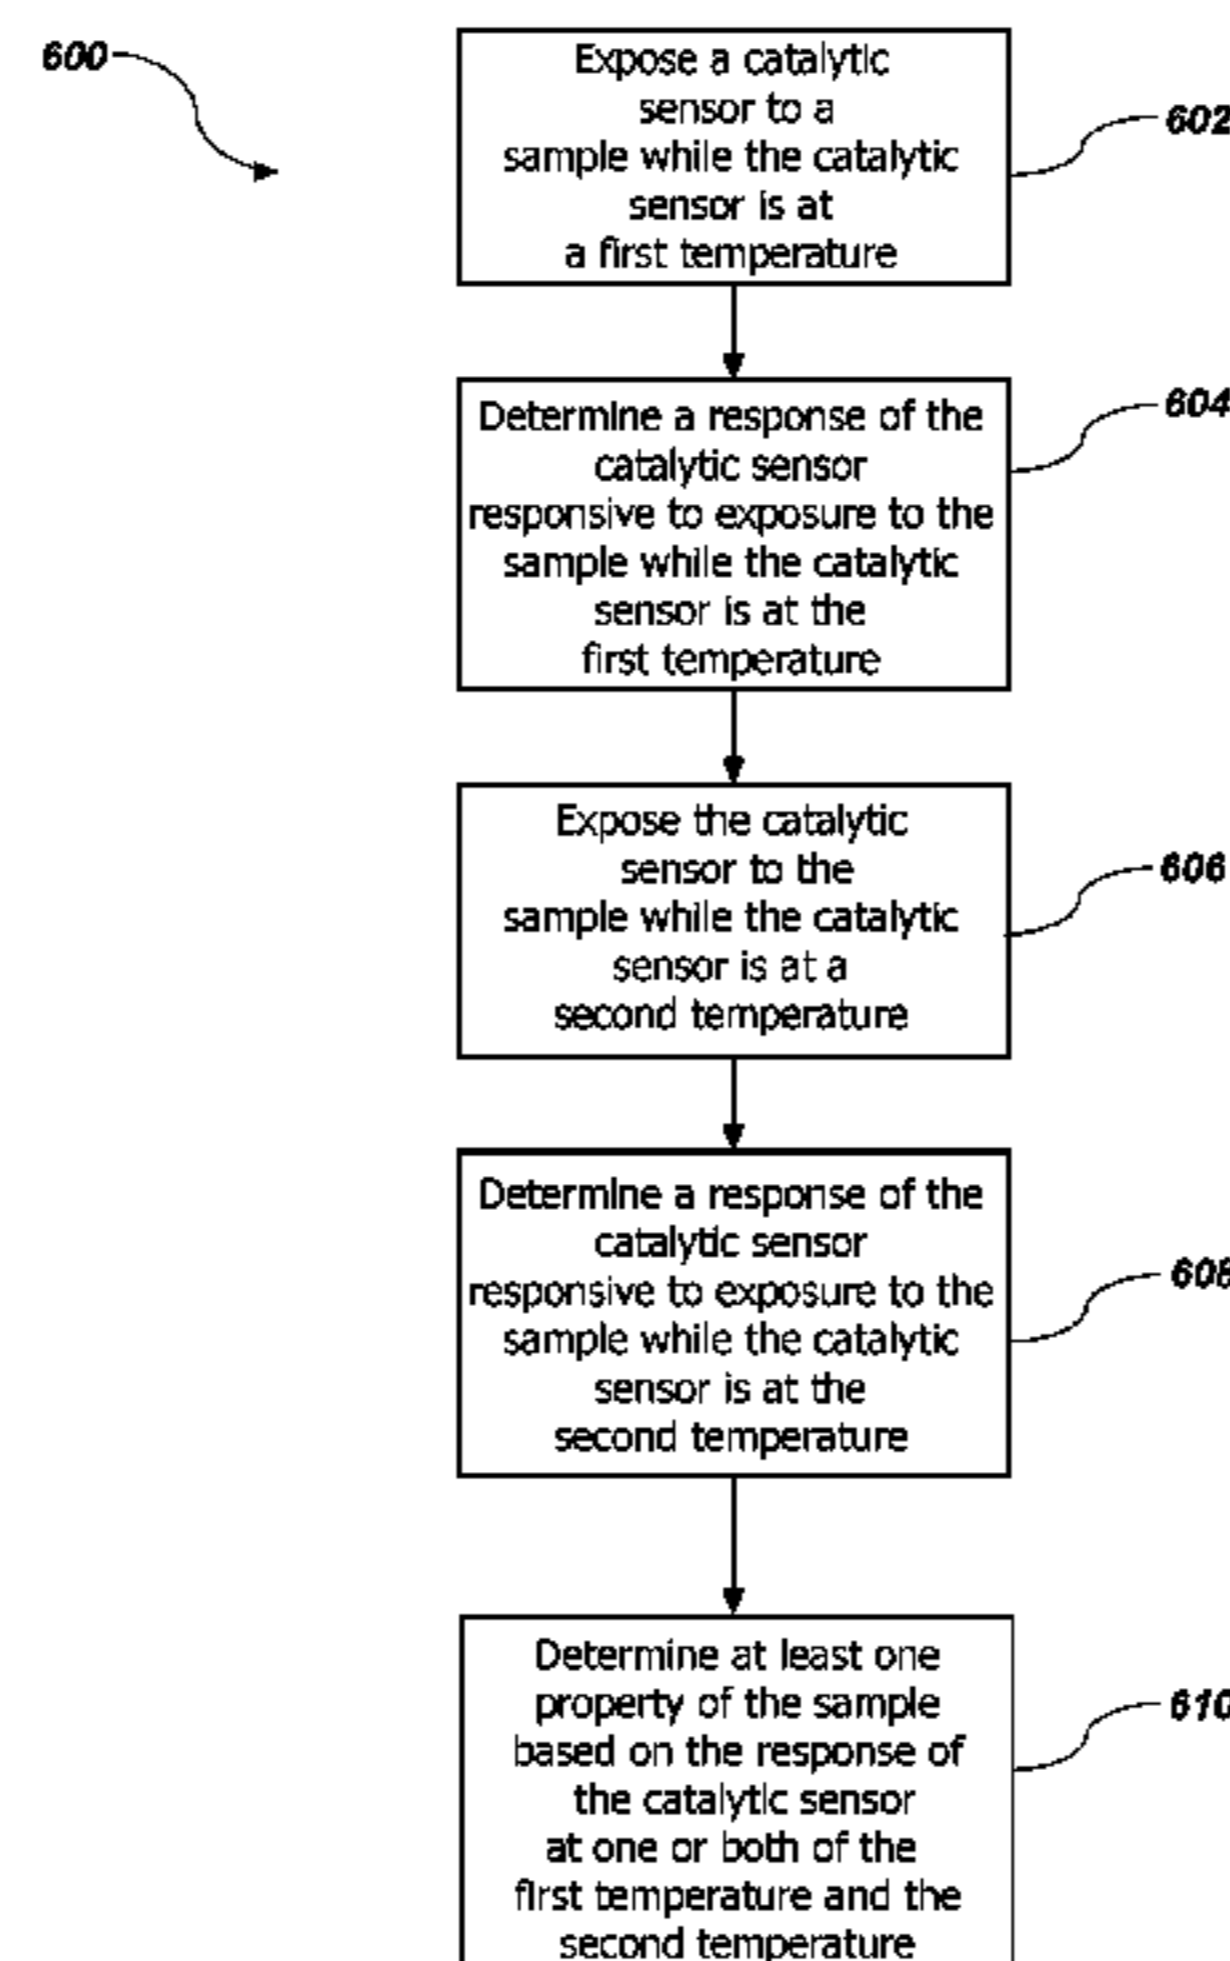 600
Expose a catalytic
sensor to a
sample while the catalytic
sensor is at
a first temperature
602
Determine a response of the
catalytic sensor
responsive to exposure to the
sample while the catalytic
sensor is at the
first temperature
604
Expose the catalytic
sensor to the
sample while the catalytic
sensor is at a
second temperature
606
Determine a response of the
catalytic sensor
responsive to exposure to the
sample while the catalytic
sensor is at the
second temperature
608
Determine at least one
property of the sample
based on the response of
the catalytic sensor
at one or both of the
first temperature and the
second temperature
610